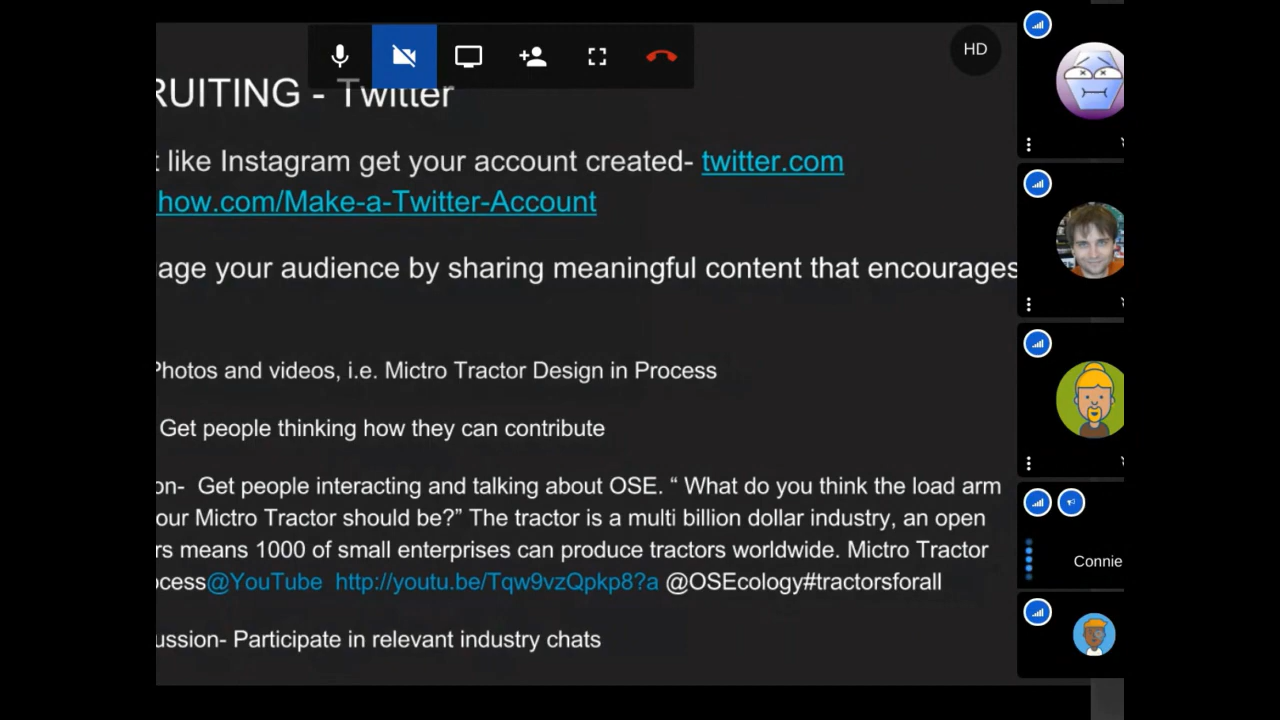 HD
RUITING - Twitter
t like Instagram get your account created- twitter.com
how.com/Make-a-Twitter-Account
age your audience by sharing meaningful content that encourages
Photos and videos, i.e. Mictro Tractor Design in Process
Get people thinking how they can contribute
on- Get people interacting and talking about OSE. “ What do you think the load arm
our Mictro Tractor should be?” The tractor is a multi billion dollar industry, an open
rs means 1000 of small enterprises can produce tractors worldwide. Mictro Tractor
ocess@YouTube http://youtu.be/Tqw9vzQpkp8?a @OSEcology#tractorsforall
ussion- Participate in relevant industry chats
Connie